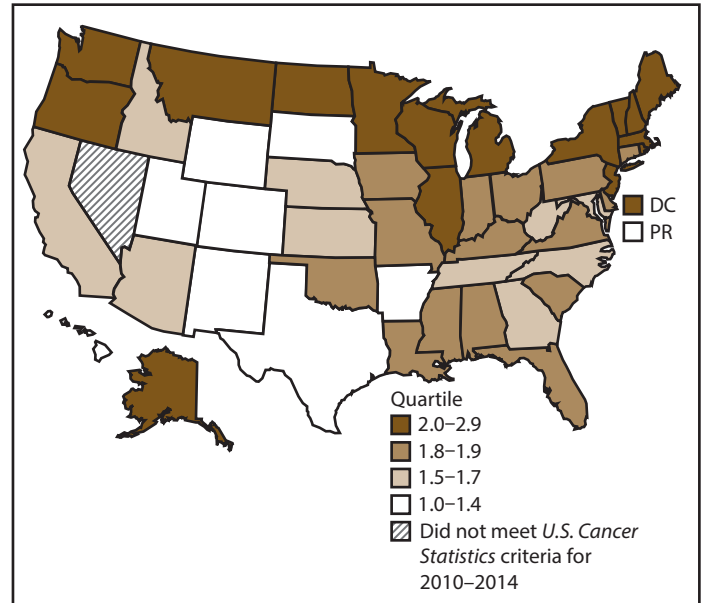 DC
PR
Quartile
2.0–2.9
1.8–1.9
1.5–1.7
1.0–1.4
Did not meet U.S. Cancer
Statistics criteria for
2010–2014